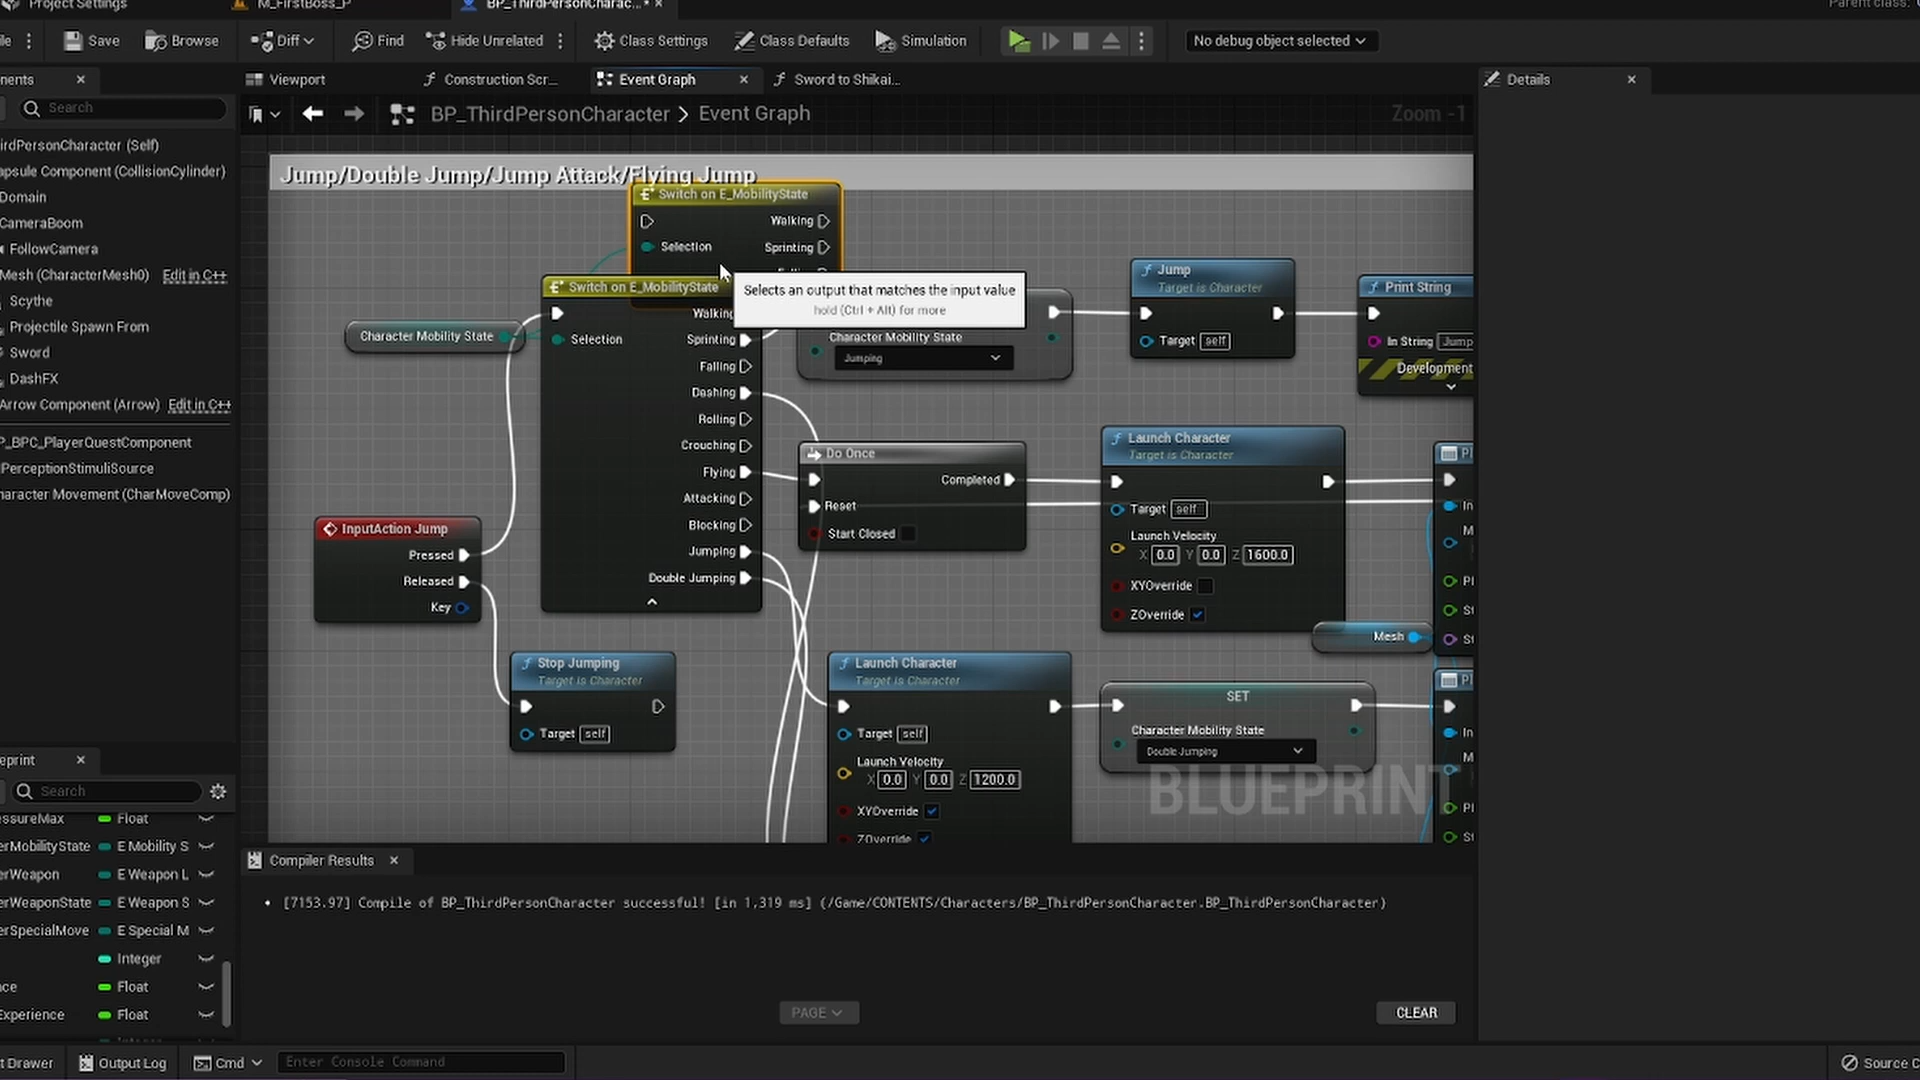 Project Settings
M_FirstBoss_P
BP_ThirdPersonCharac...*
Parent class:
Save
Browse
Diff
Find
Hide Unrelated
Class Settings
Class Defaults
Simulation
No debug object selected
nents
Viewport
Construction Scr...
Event Graph
Sword to Shikai...
Details
Search
BP_ThirdPersonCharacter > Event Graph
Zoom -1
irdPersonCharacter (Self)
apsule Component (CollisionCylinder)
Domain
CameraBoom
FollowCamera
Mesh (CharacterMesh0) Edit in C++
Scythe
Projectile Spawn From
Sword
DashFX
Arrow Component (Arrow) Edit in C++
P_BPC_PlayerQuestComponent
PerceptionStimuliSource
haracter Movement (CharMoveComp)
Jump/Double Jump/Jump Attack/Flying Jump
Switch on E_MobilityState
Walking
Selection
Sprinting
Switch on E_MobilityState
Selects an output that matches the input value
hold (Ctrl + Alt) for more
Walking
Selection
Sprinting
Falling
Dashing
Rolling
Crouching
Flying
Attacking
Blocking
Jumping
Double Jumping
Character Mobility State
Character Mobility State
Jumping
Jump
Target is Character
Target self
Print String
In String Jump
Development
Do Once
Completed
Reset
Start Closed
Launch Character
Target is Character
Target self
Launch Velocity
X 0.0 Y 0.0 Z 1600.0
XYOverride
ZOverride
Mesh
InputAction Jump
Pressed
Released
Key
Stop Jumping
Target is Character
Target self
Launch Character
Target is Character
Target self
Launch Velocity
X 0.0 Y 0.0 Z 1200.0
XYOverride
ZOverride
SET
Character Mobility State
Double Jumping
BLUEPRINT
eprint
Search
essureMax Float
erMobilityState E Mobility S
erWeapon E Weapon L
erWeaponState E Weapon S
erSpecialMove E Special M
Integer
ce Float
Experience Float
Compiler Results
• [7153.97] Compile of BP_ThirdPersonCharacter successful! [in 1,319 ms] (/Game/CONTENTS/Characters/BP_ThirdPersonCharacter.BP_ThirdPersonCharacter)
PAGE
CLEAR
t Drawer
Output Log
Cmd
Enter Console Command
Source C